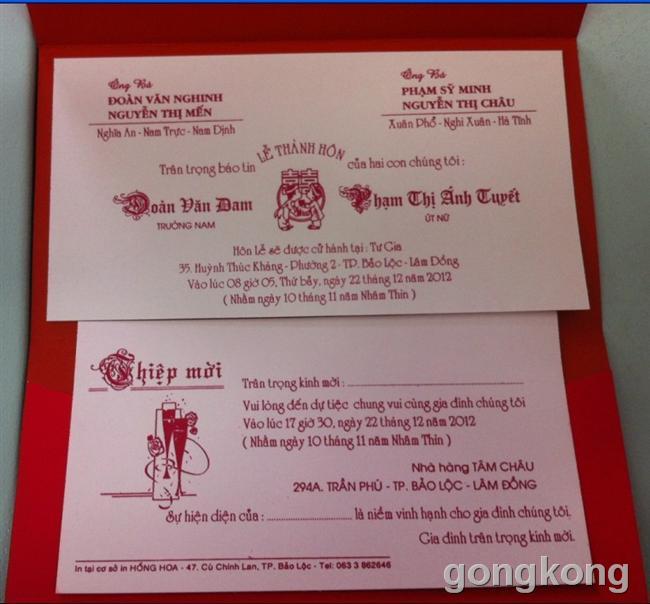 Ông Bà
ĐOÀN VĂN NGHINH
NGUYỄN THỊ MẾN
Nghĩa An - Nam Trực - Nam Định
Ông Bà
PHẠM SỸ MINH
NGUYỄN THỊ CHÂU
Xuân Phổ - Nghi Xuân - Hà Tĩnh
LỄ THÀNH HÔN
Trân trọng báo tin của hai con chúng tôi :
Đoàn Văn Dam
TRƯỞNG NAM
囍
Phạm Thị Ánh Tuyết
ÚT NỮ
Hôn Lễ sẽ được cử hành tại : Tư Gia
35. Huỳnh Thúc Kháng - Phường 2 - TP. Bảo Lộc - Lâm Đồng
Vào lúc 08 giờ 05, Thứ bảy, ngày 22 tháng 12 năm 2012
( Nhằm ngày 10 tháng 11 năm Nhâm Thìn )
Thiệp mời
Trân trọng kính mời :
Vui lòng đến dự tiệc chung vui cùng gia đình chúng tôi
Vào lúc 17 giờ 30, ngày 22 tháng 12 năm 2012
( Nhằm ngày 10 tháng 11 năm Nhâm Thìn )
Nhà hàng TÂM CHÂU
294A. TRẦN PHÚ - TP. BẢO LỘC - LÂM ĐỒNG
Sự hiện diện của : là niềm vinh hạnh cho gia đình chúng tôi.
Gia đình trân trọng kính mời.
In tại cơ sở in HỒNG HOA - 47. Cù Chính Lan, TP. Bảo Lộc - Tel: 063 3 862646
gongkong